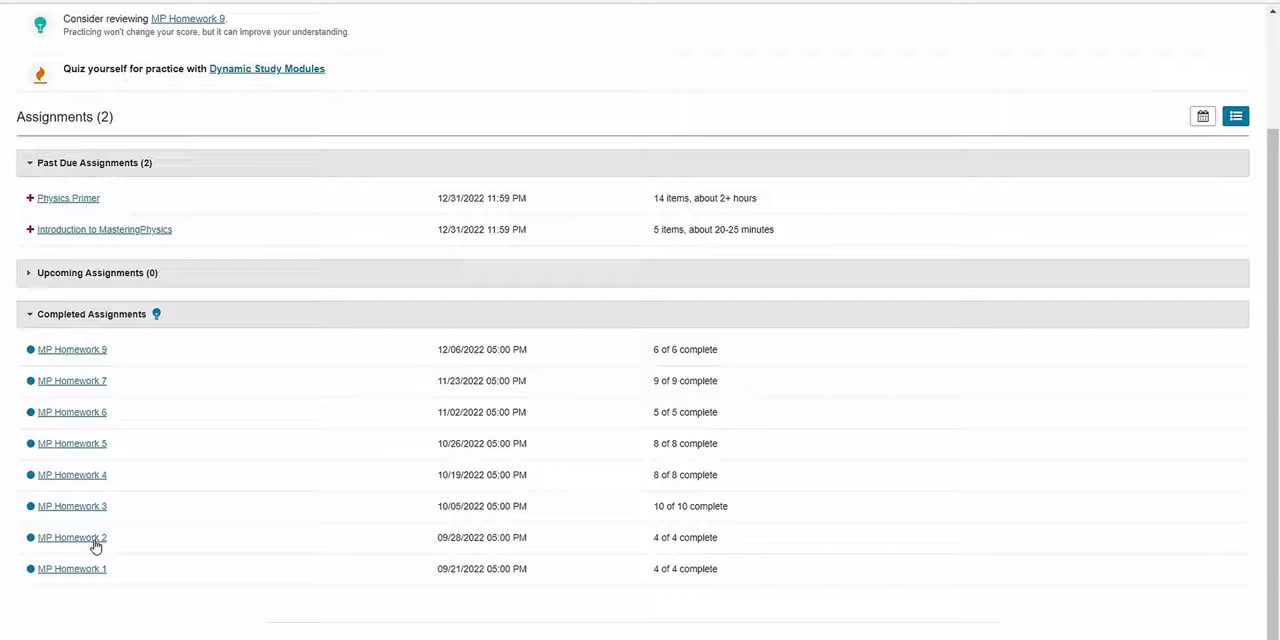 Consider reviewing MP Homework 9.
Practicing won't change your score, but it can improve your understanding.
Quiz yourself for practice with Dynamic Study Modules
Assignments (2)
Past Due Assignments (2)
Physics Primer 12/31/2022 11:59 PM 14 items, about 2+ hours
Introduction to MasteringPhysics 12/31/2022 11:59 PM 5 items, about 20-25 minutes
Upcoming Assignments (0)
Completed Assignments
MP Homework 9 12/06/2022 05:00 PM 6 of 6 complete
MP Homework 7 11/23/2022 05:00 PM 9 of 9 complete
MP Homework 6 11/02/2022 05:00 PM 5 of 5 complete
MP Homework 5 10/26/2022 05:00 PM 8 of 8 complete
MP Homework 4 10/19/2022 05:00 PM 8 of 8 complete
MP Homework 3 10/05/2022 05:00 PM 10 of 10 complete
MP Homework 2 09/28/2022 05:00 PM 4 of 4 complete
MP Homework 1 09/21/2022 05:00 PM 4 of 4 complete